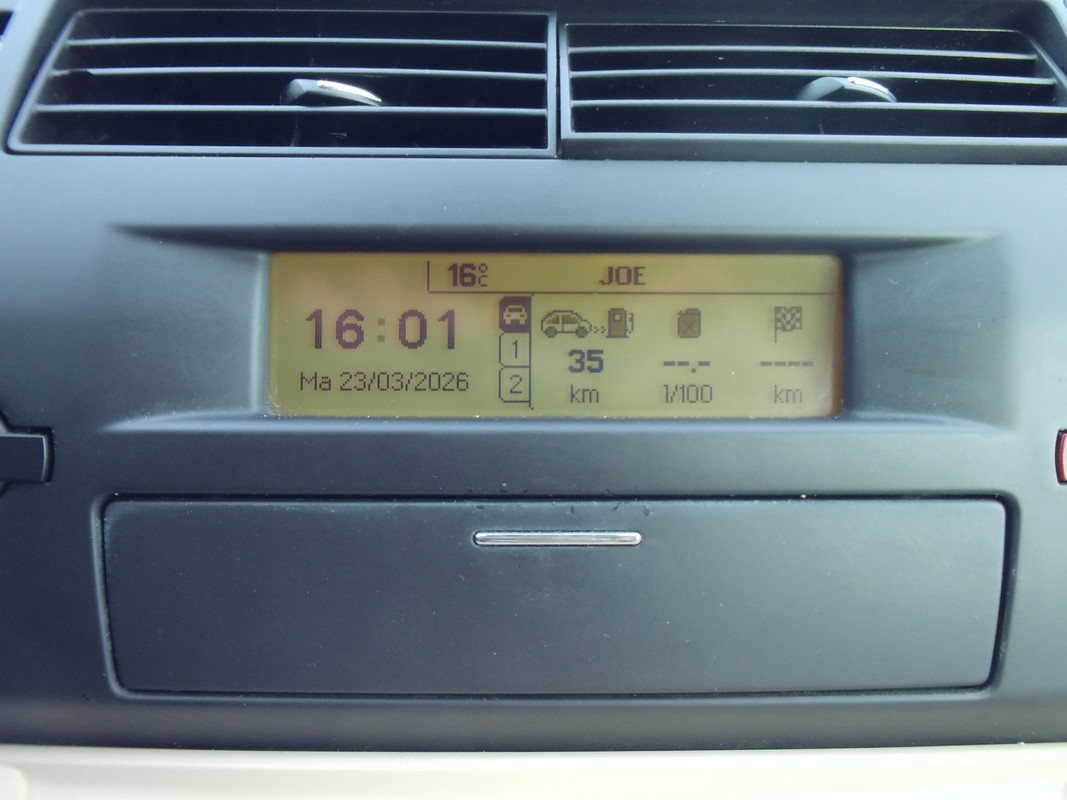 16°C JOE
16:01
Ma 23/03/2026
1
2
35 --.- ----
km 1/100 km